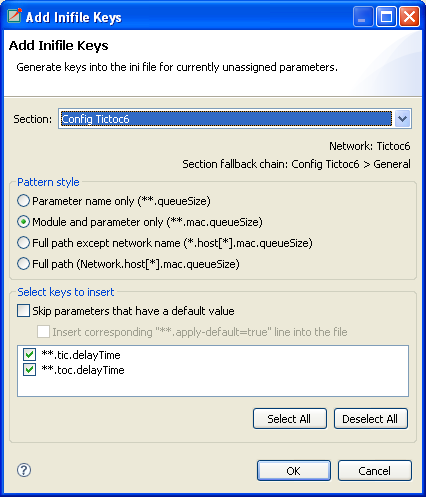 Add Inifile Keys
Add Inifile Keys
Generate keys into the ini file for currently unassigned parameters.
Section: Config Tictoc6
Network: Tictoc6
Section fallback chain: Config Tictoc6 > General
Pattern style
Parameter name only (**.queueSize)
Module and parameter only (**.mac.queueSize)
Full path except network name (*.host[*].mac.queueSize)
Full path (Network.host[*].mac.queueSize)
Select keys to insert
Skip parameters that have a default value
Insert corresponding "**.apply-default=true" line into the file
**.tic.delayTime
**.toc.delayTime
Select All Deselect All
? OK Cancel